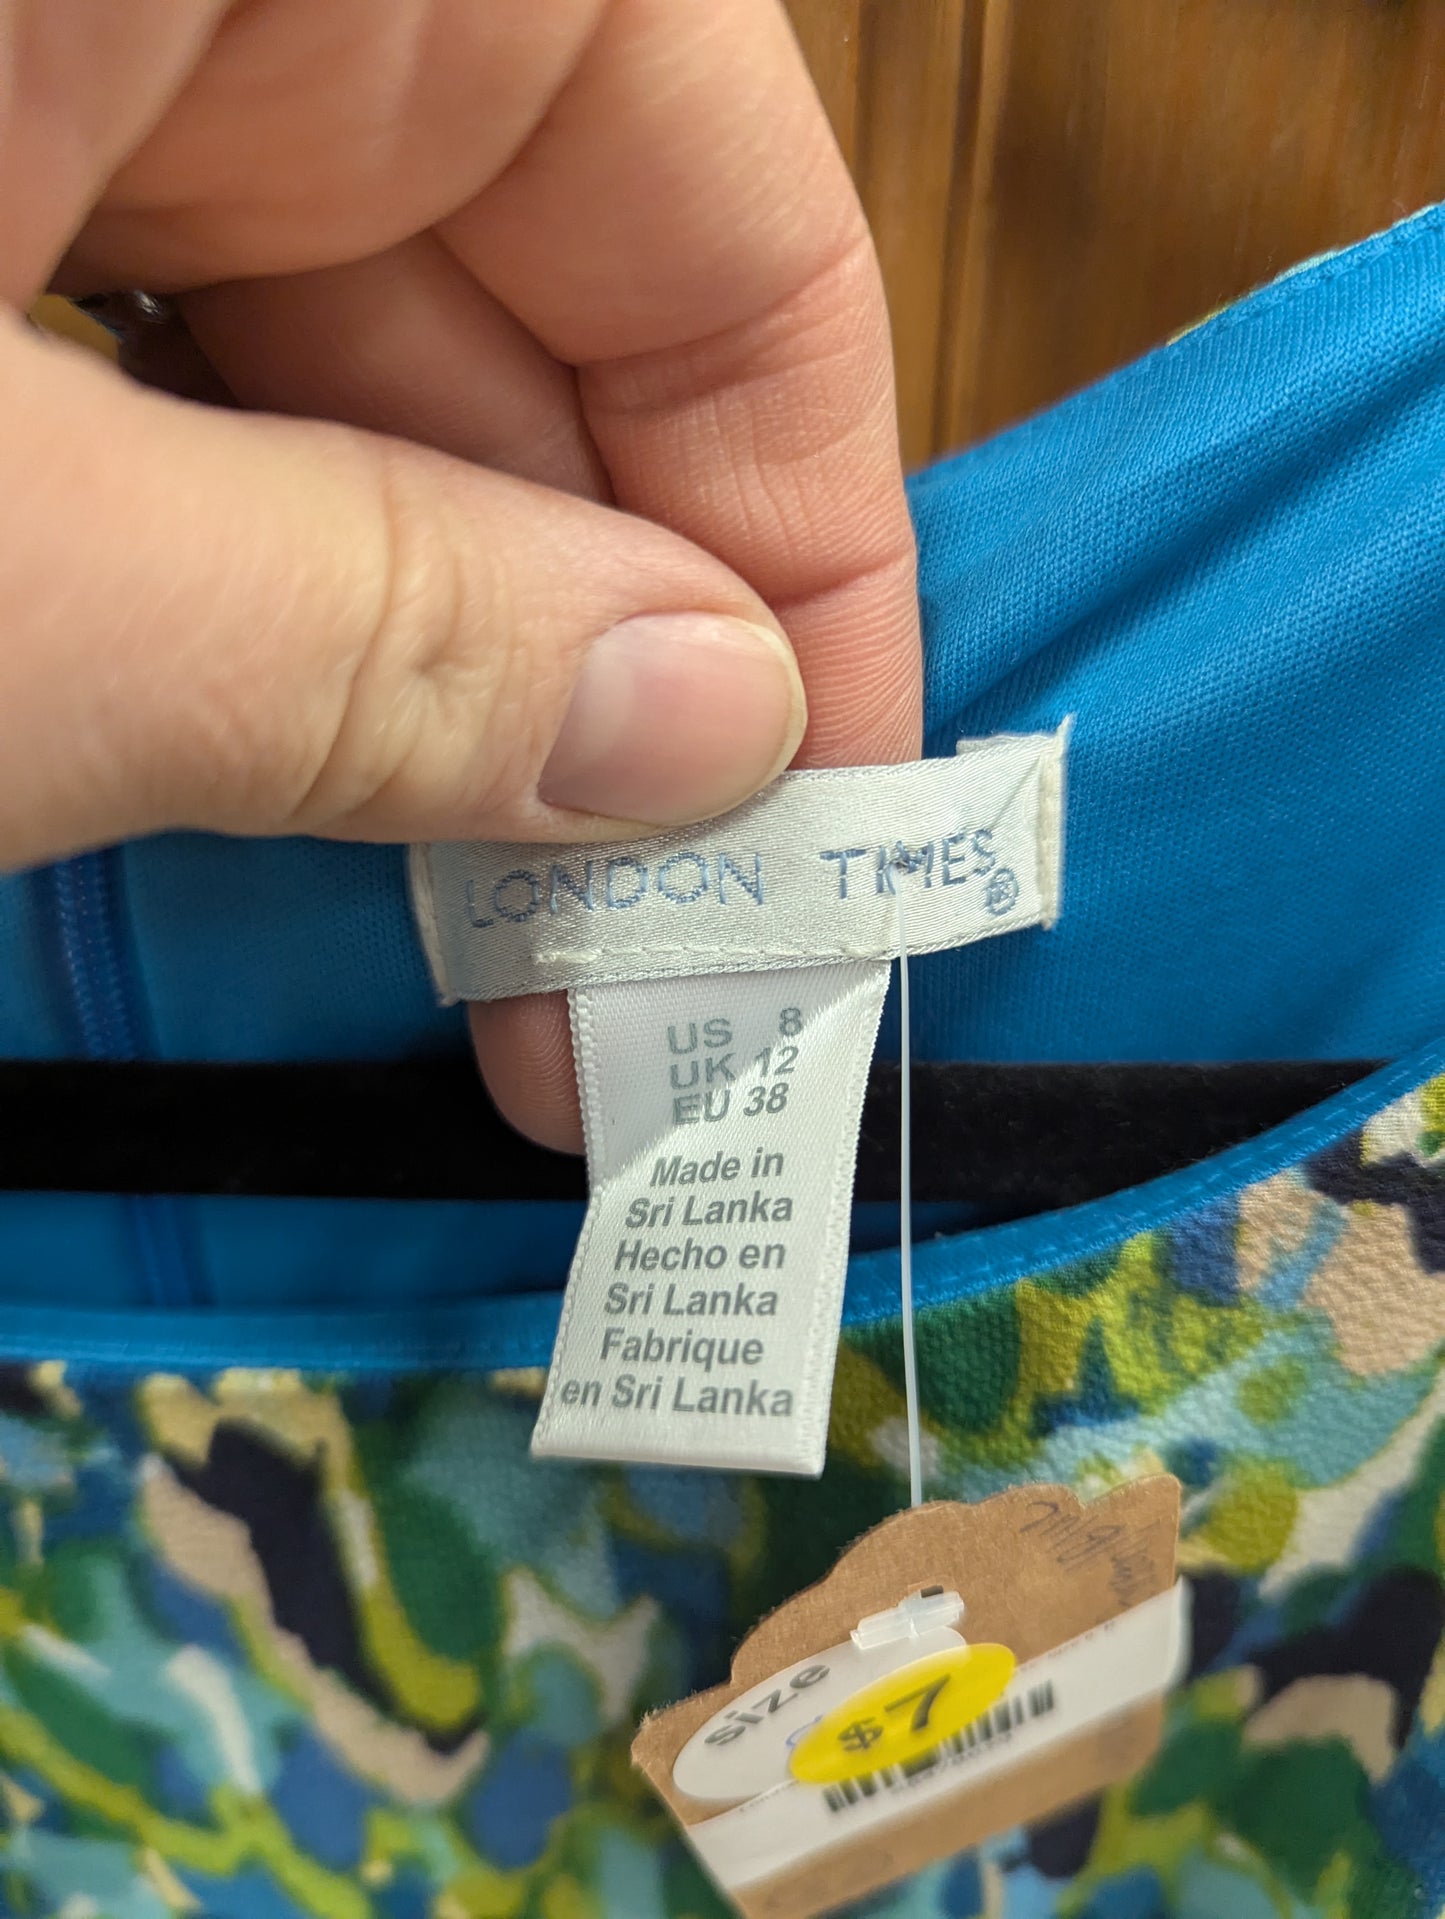 LONDON TIMES®
US 8
UK 12
EU 38
Made in
Sri Lanka
Hecho en
Sri Lanka
Fabrique
en Sri Lanka
size
$7